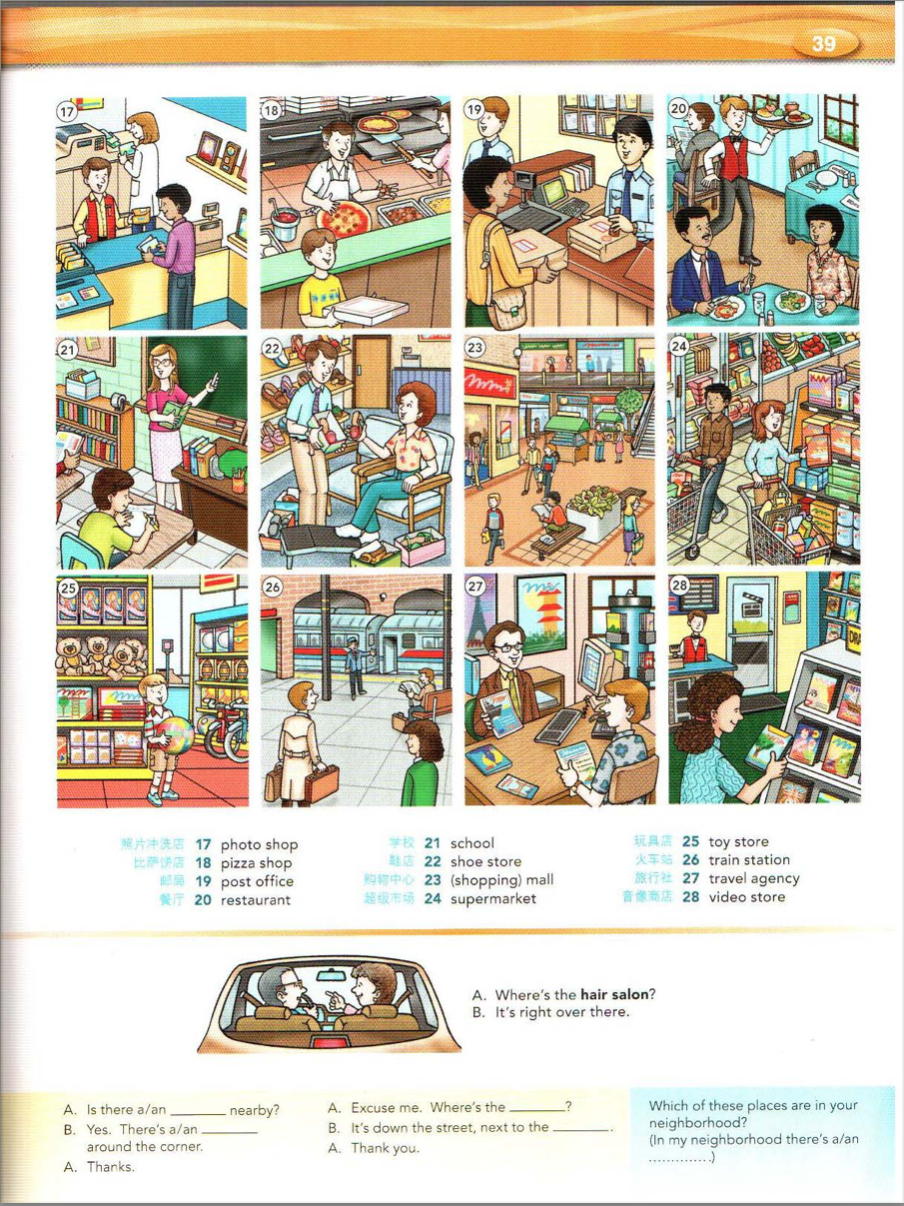 39
17
18
19
20
21
22
23
24
25
26
27
28
照片冲洗店 17 photo shop
比萨饼店 18 pizza shop
邮局 19 post office
餐厅 20 restaurant
学校 21 school
鞋店 22 shoe store
购物中心 23 (shopping) mall
超级市场 24 supermarket
玩具店 25 toy store
火车站 26 train station
旅行社 27 travel agency
音像商店 28 video store
A. Where's the hair salon?
B. It's right over there.
A. Is there a/an ________ nearby?
B. Yes. There's a/an ________
around the corner.
A. Thanks.
A. Excuse me. Where's the ________?
B. It's down the street, next to the ________.
A. Thank you.
Which of these places are in your
neighborhood?
(In my neighborhood there's a/an
..............)